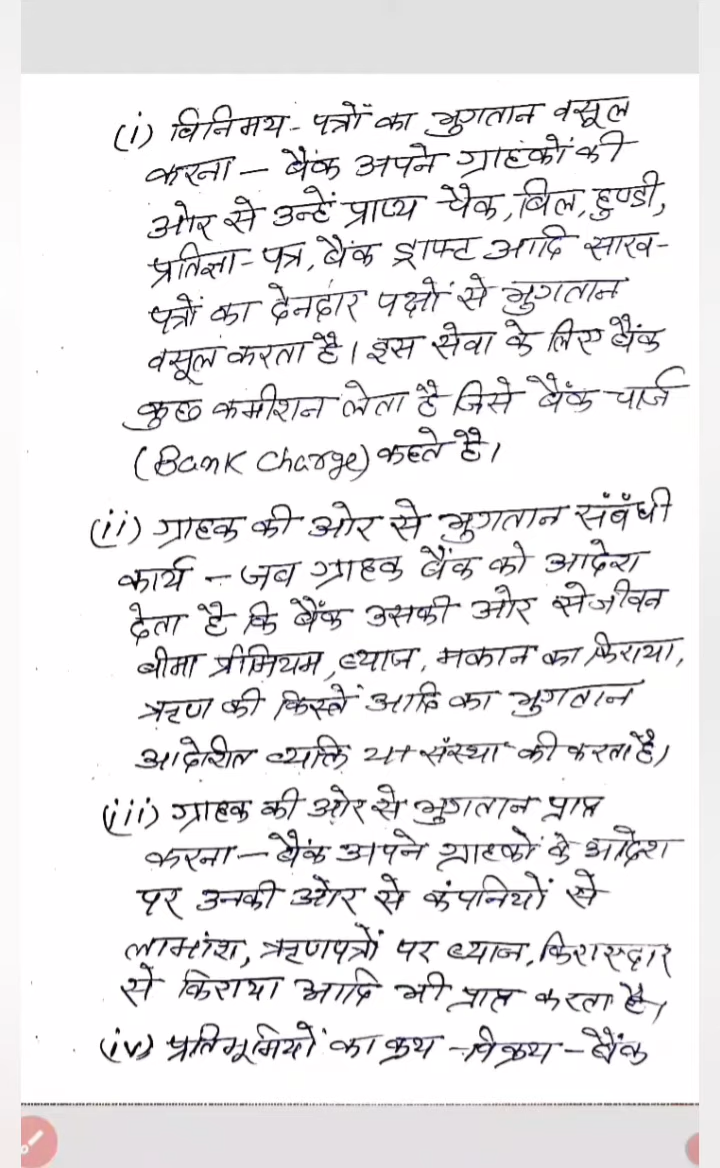 (i) विनिमय-पत्रों का भुगतान वसूल
करना – बैंक अपने ग्राहकों की
ओर से उन्हें प्राप्य चैक, बिल, हुण्डी,
प्रतिज्ञा-पत्र, बैंक ड्राफ्ट आदि साख-
पत्रों का देनदार पक्षों से भुगतान
वसूल करता है। इस सेवा के लिए बैंक
कुछ कमीशन लेता है जिसे बैंक चार्ज
(Bank Charge) कहते है।
(ii) ग्राहक की ओर से भुगतान संबंधी
कार्य – जब ग्राहक बैंक को आदेश
देता है कि बैंक उसकी ओर से जीवन
बीमा प्रीमियम, ब्याज, मकान का किराया,
ऋण की किस्तें आदि का भुगतान
आदेशित व्यक्ति या संस्था की करता है।
(iii) ग्राहक की ओर से भुगतान प्राप्त
करना – बैंक अपने ग्राहकों के आदेश
पर उनकी ओर से कंपनियों से
लाभांश, ऋणपत्रों पर ब्याज, किराएदार
से किराया आदि भी प्राप्त करता है।
(iv) प्रतिभूमियों का क्रय - विक्रय – बैंक